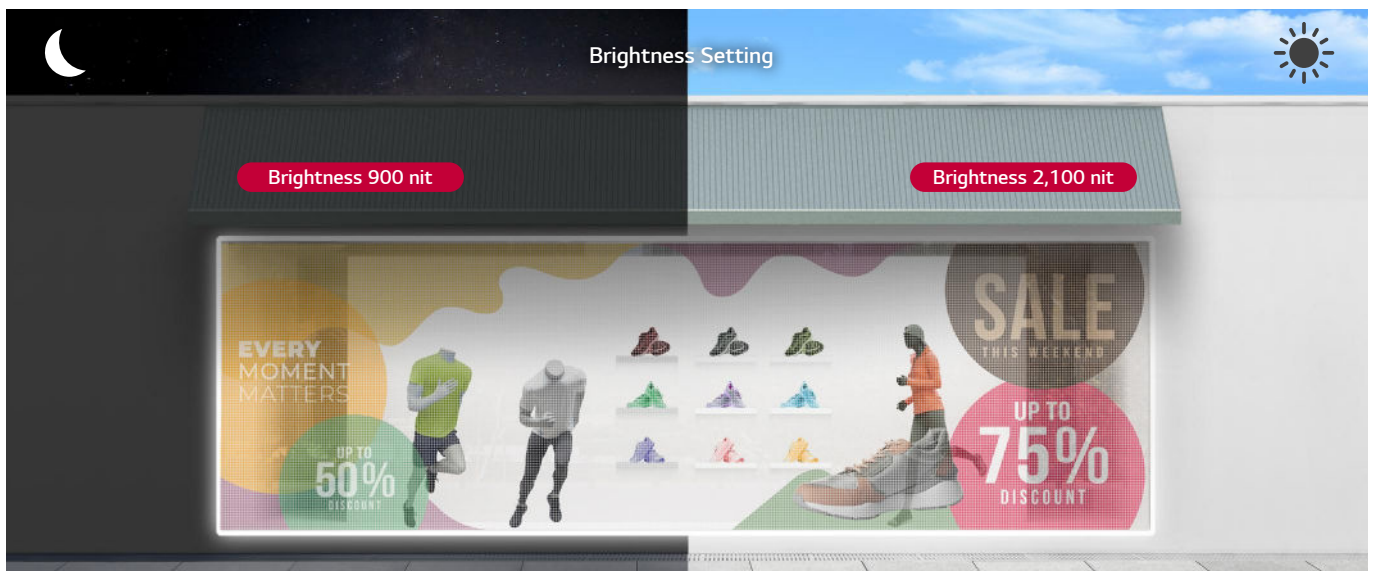 Brightness Setting
Brightness 900 nit
Brightness 2,100 nit
EVERY
MOMENT
MATTERS
UP TO
50%
DISCOUNT
SALE
THIS WEEKEND
UP TO
75%
DISCOUNT